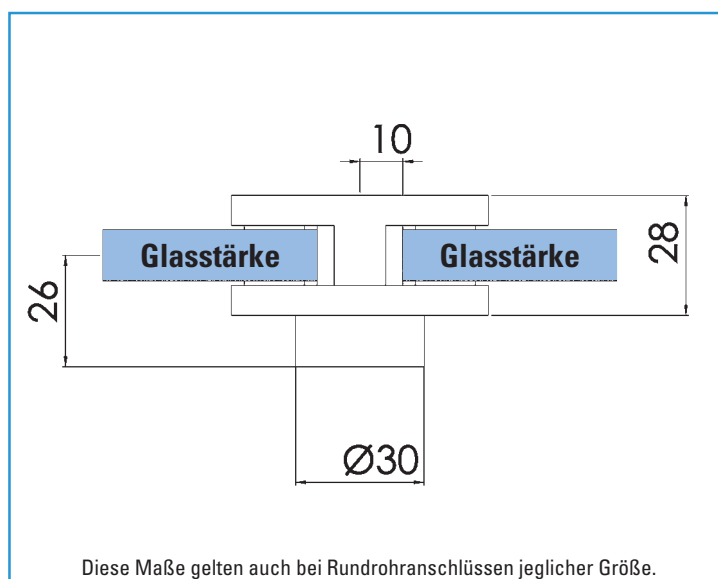 10
Glasstärke Glasstärke
28
26
Ø30
Diese Maße gelten auch bei Rundrohranschlüssen jeglicher Größe.